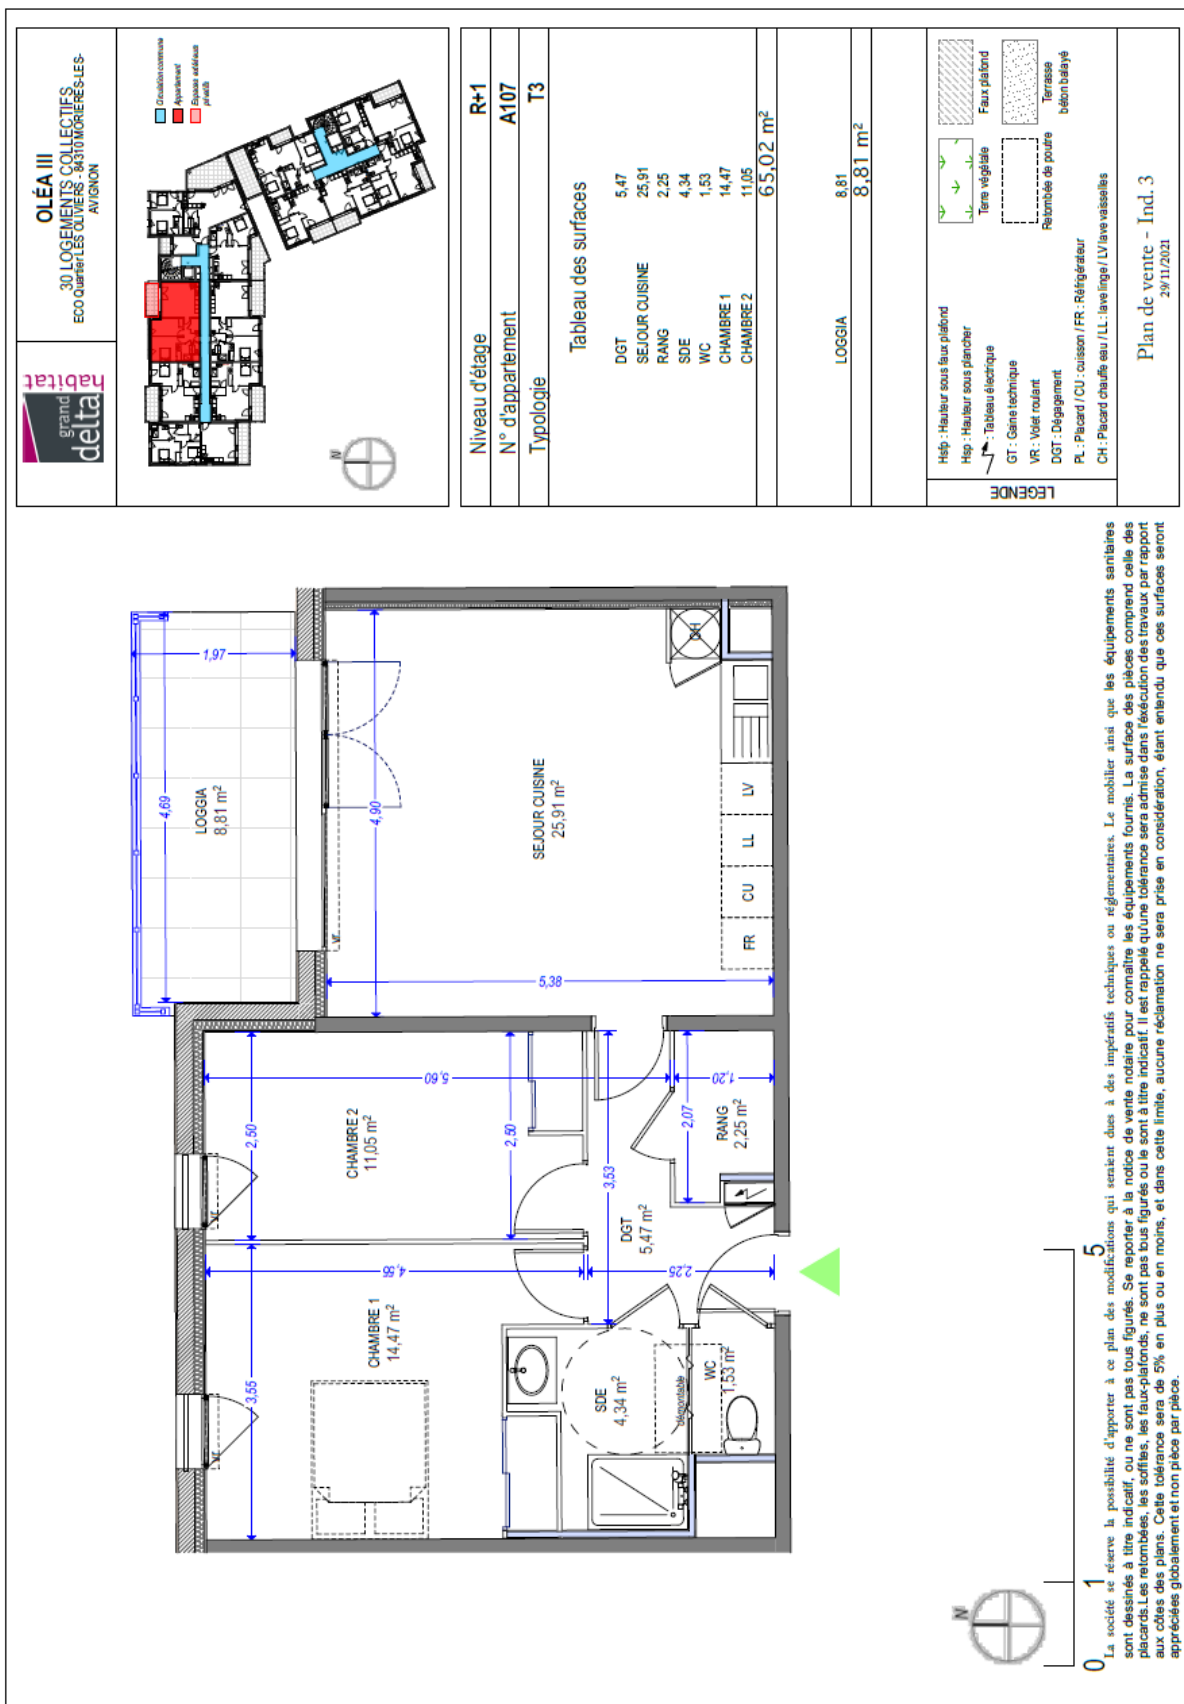 grand
delta
habitat
OLÉA III
30 LOGEMENTS COLLECTIFS
ECO Quartier LES OLIVIERS - 84310 MORIERES-LES-
AVIGNON
Circulation commune
Appartement
Espaces extérieurs
privatifs
N
Niveau d'étage R+1
N° d'appartement A107
Typologie T3
Tableau des surfaces
DGT 5,47
SEJOUR CUISINE 25,91
RANG 2,25
SDE 4,34
WC 1,53
CHAMBRE 1 14,47
CHAMBRE 2 11,05
65,02 m²
LOGGIA 8,81
8,81 m²
LEGENDE
Hsfp : Hauteur sous faux plafond
Hsp : Hauteur sous plancher
: Tableau électrique
GT : Gaine technique
VR : Volet roulant
DGT : Dégagement
PL : Placard / CU : cuisson / FR : Réfrigérateur
CH : Placard chauffe eau / LL : lave linge / LV lave vaisselles
Terre végétale
Faux plafond
Retombée de poutre
Terrasse
béton balayé
Plan de vente - Ind. 3
29/11/2021
LOGGIA
8,81 m²
1,97
4,69
4,90
VR
SEJOUR CUISINE
25,91 m²
5,38
CH
LV
LL
CU
FR
CHAMBRE 2
11,05 m²
2,50
5,60
2,50
VR
CHAMBRE 1
14,47 m²
3,55
4,56
VR
DGT
5,47 m²
3,53
2,25
RANG
2,25 m²
2,07
1,20
SDE
4,34 m²
démontable
WC
1,53 m²
N
0 1 5
La société se réserve la possibilité d'apporter à ce plan des modifications qui seraient dues à des impératifs techniques ou réglementaires. Le mobilier ainsi que les équipements sanitaires
sont dessinés à titre indicatif, ou ne sont pas tous figurés. Se reporter à la notice de vente notaire pour connaître les équipements fournis. La surface des pièces comprend celle des
placards. Les retombées, les soffites, les faux-plafonds, ne sont pas tous figurés ou le sont à titre indicatif. Il est rappelé qu'une tolérance sera admise dans l'éxécution des travaux par rapport
aux côtes des plans. Cette tolérance sera de 5% en plus ou en moins, et dans cette limite, aucune réclamation ne sera prise en considération, étant entendu que ces surfaces seront
appréciées globalement et non pièce par pièce.